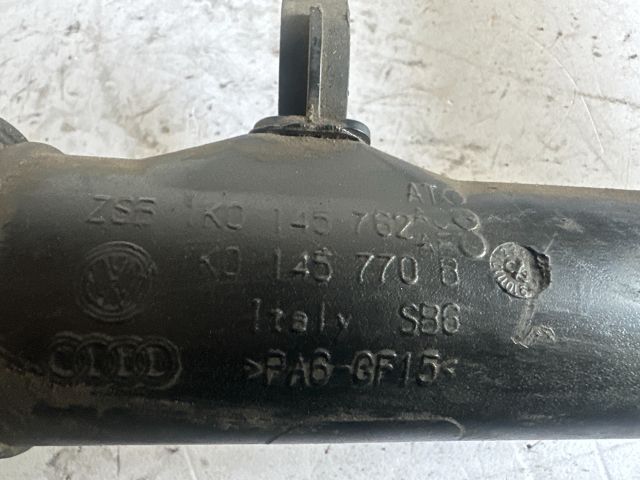 ZSB 1K0 145 762
1K0 145 770 B
Italy SB6
>PA6-GF15<